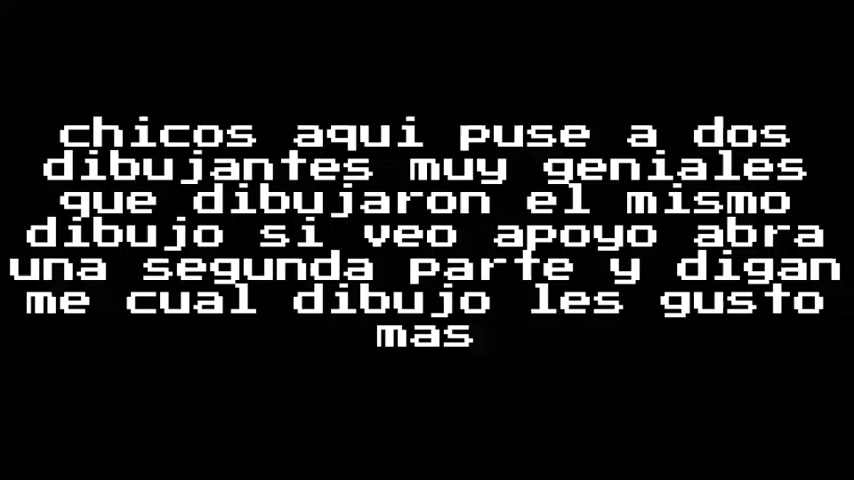 chicos aqui puse a dos
dibujantes muy geniales
que dibujaron el mismo
dibujo si veo apoyo abra
una segunda parte y digan
me cual dibujo les gusto
mas